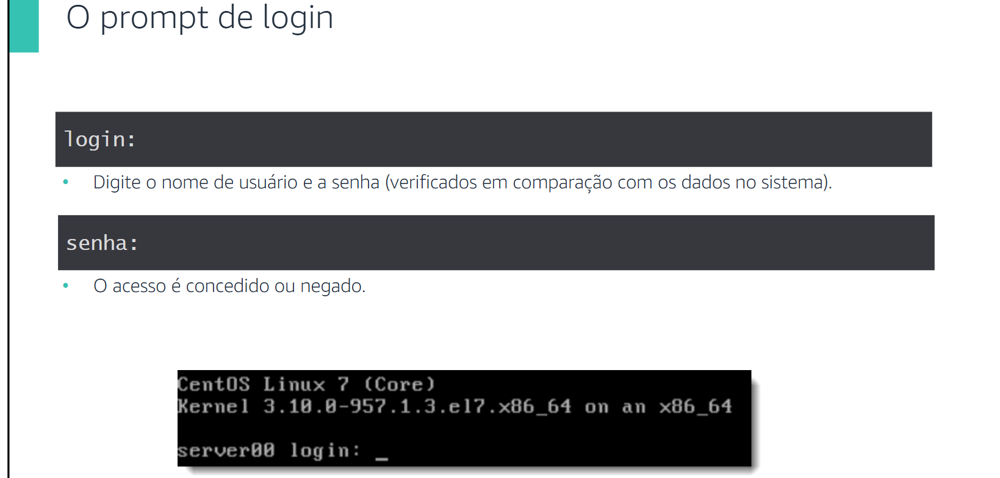 O prompt de login
login:
• Digite o nome de usuário e a senha (verificados em comparação com os dados no sistema).
senha:
• O acesso é concedido ou negado.
CentOS Linux 7 (Core)
Kernel 3.10.0-957.1.3.el7.x86_64 on an x86_64
server00 login: _